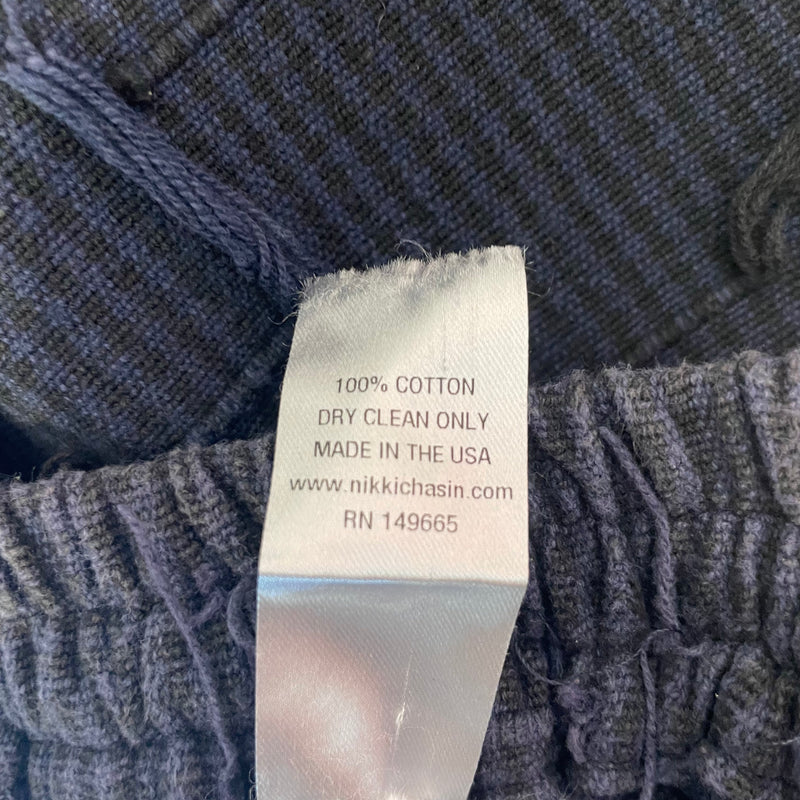 100% COTTON
DRY CLEAN ONLY
MADE IN THE USA
www.nikkichasin.com
RN 149665